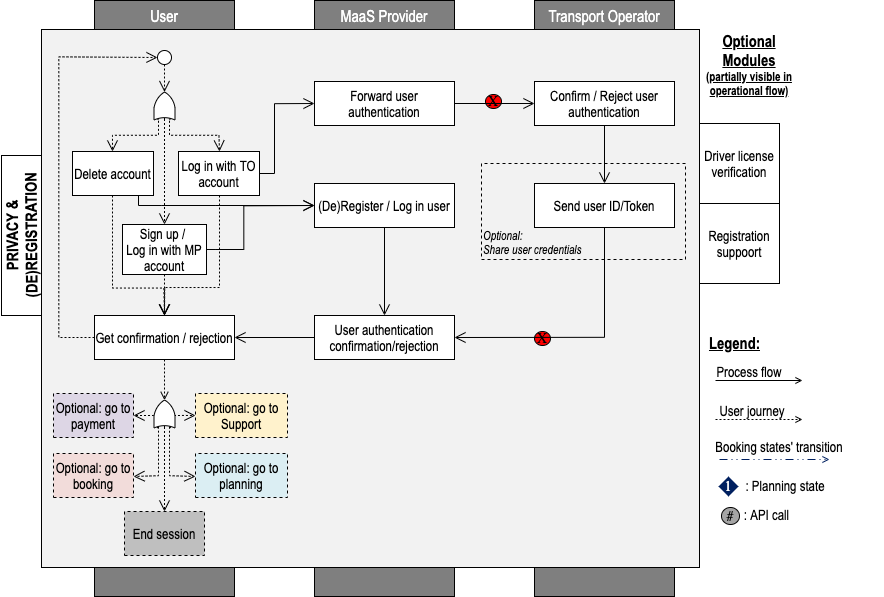 User
MaaS Provider
Transport Operator
Optional
Modules
(partially visible in
operational flow)
Forward user
authentication
X
Confirm / Reject user
authentication
Delete account
Log in with TO
account
Driver license
verification
PRIVACY &
(DE)REGISTRATION
(De)Register / Log in user
Send user ID/Token
Optional:
Share user credentials
Sign up /
Log in with MP
account
Registration
suppoort
Get confirmation / rejection
User authentication
confirmation/rejection
X
Legend:
Process flow
User journey
Booking states' transition
1 : Planning state
# : API call
Optional: go to
payment
Optional: go to
Support
Optional: go to
booking
Optional: go to
planning
End session